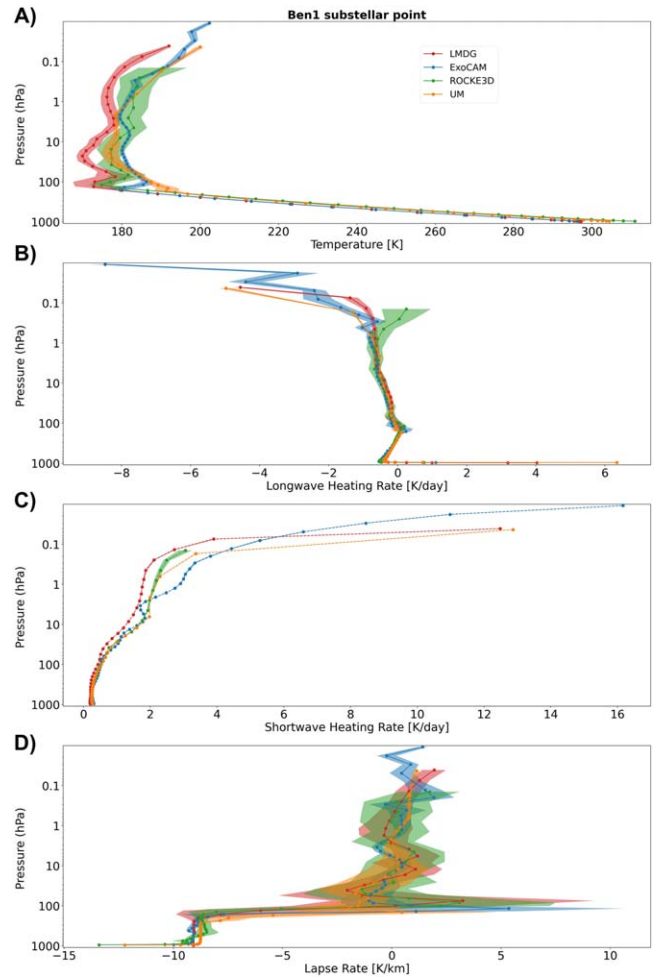 Ben1 substellar point
A)
LMDG
ExoCAM
ROCKE3D
UM
Pressure (hPa)
0.1
1
10
100
1000
180 200 220 240 260 280 300
Temperature [K]
B)
Pressure (hPa)
0.1
1
10
100
1000
−8 −6 −4 −2 0 2 4 6
Longwave Heating Rate [K/day]
C)
Pressure (hPa)
0.1
1
10
100
1000
0 2 4 6 8 10 12 14 16
Shortwave Heating Rate [K/day]
D)
Pressure (hPa)
0.1
1
10
100
1000
−15 −10 −5 0 5 10
Lapse Rate [K/km]